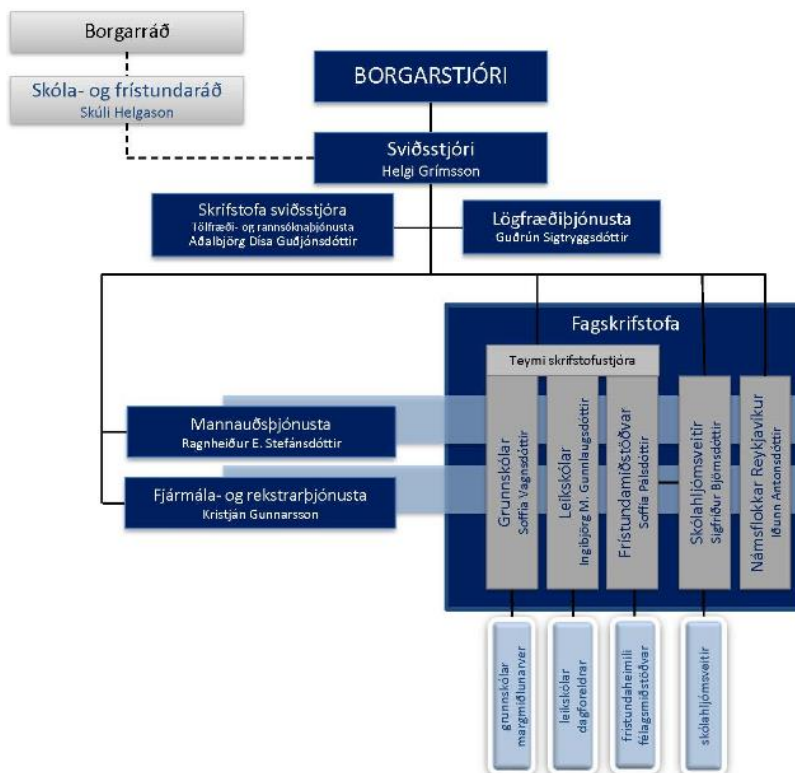 Borgarráð
Skóla- og frístundaráð
Skúli Helgason
BORGARSTJÓRI
Sviðsstjóri
Helgi Grímsson
Skrifstofa sviðsstjóra
Tölfræði- og rannsóknaþjónusta
Aðalbjörg Dísa Guðjónsdóttir
Lögfræðiþjónusta
Guðrún Sigtryggsdóttir
Fagskrifstofa
Teymi skrifstofustjóra
Mannauðsþjónusta
Ragnheiður E. Stefánsdóttir
Fjármála- og rekstrarþjónusta
Kristján Gunnarsson
Grunnskólar
Soffía Vagnsdóttir
Leikskólar
Ingibjörg M. Gunnlaugsdóttir
Frístundamiðstöðvar
Soffía Pálsdóttir
Skólahljómsveitir
Sigfríður Björnsdóttir
Námsflokkar Reykjavíkur
Iðunn Antonsdóttir
grunnskólar
margmiðlunarver
leikskólar
dagforeldrar
frístundaheimili
félagsmiðstöðvar
skólahljómsveitir